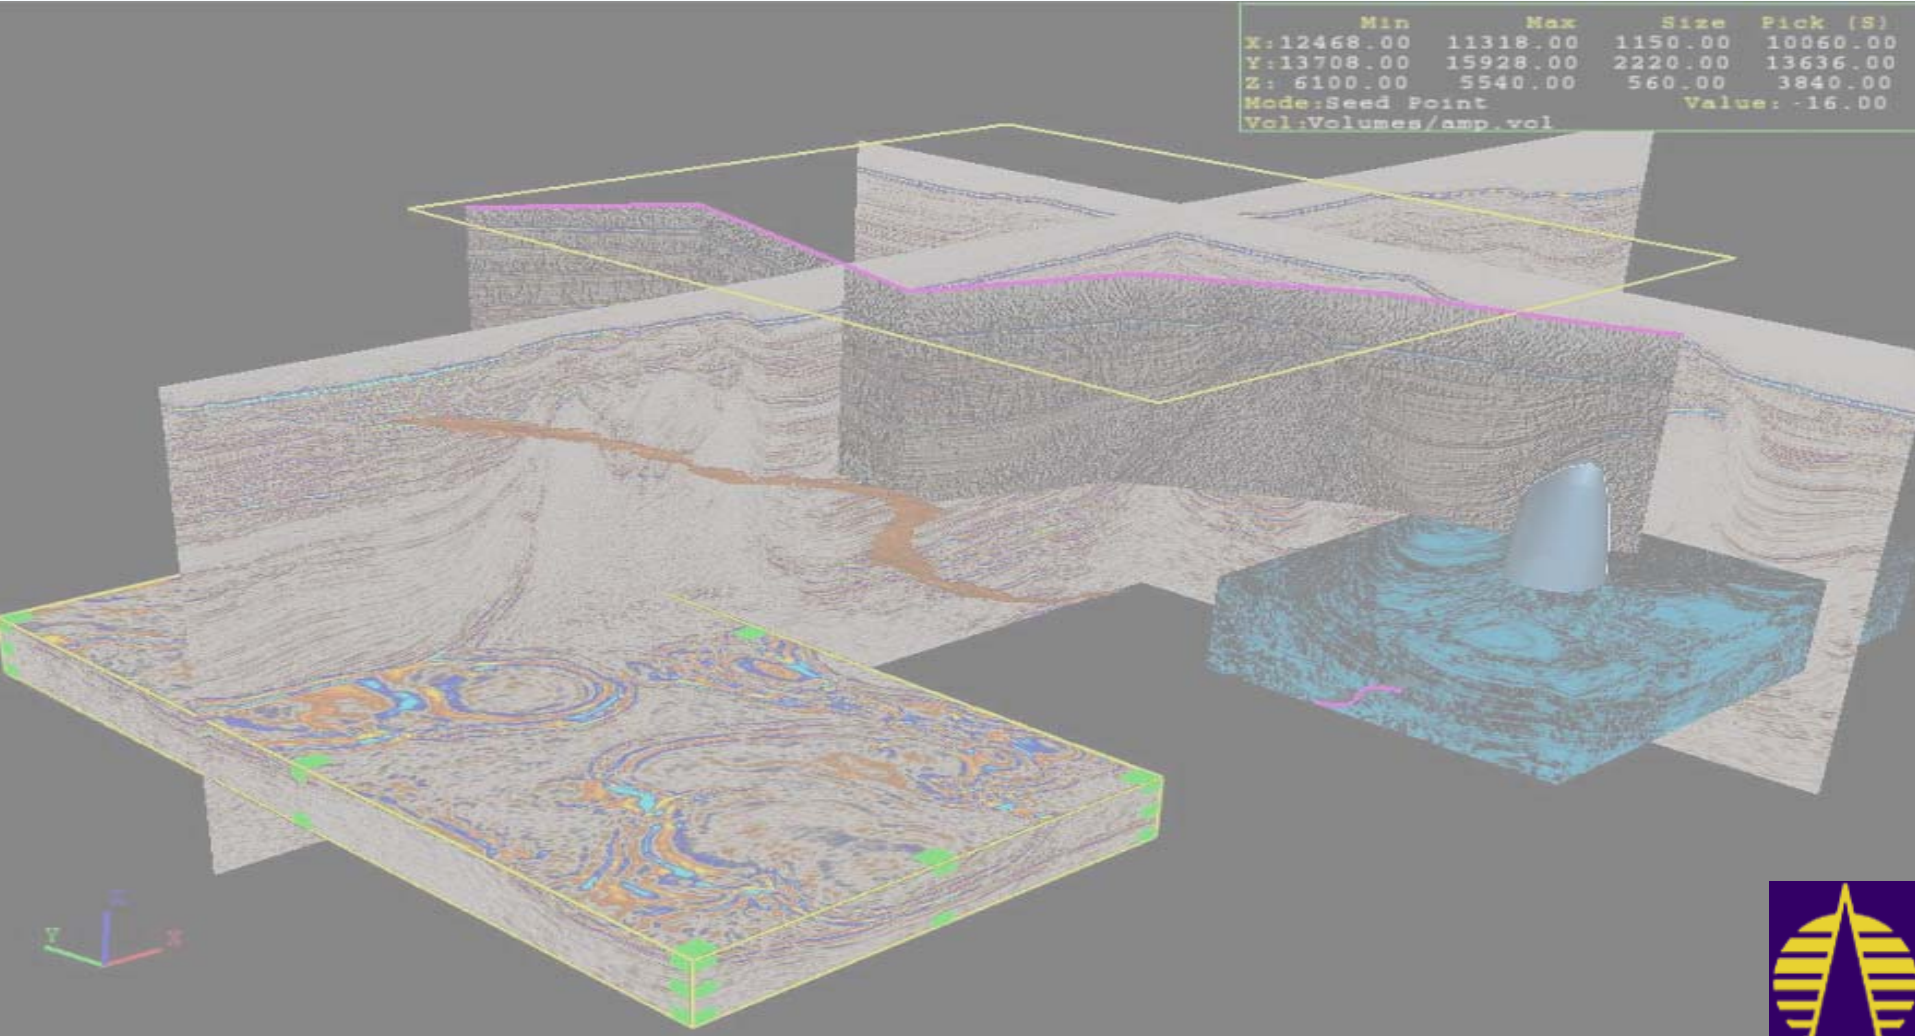 Min Max Size Pick (S)
X:12468.00 11318.00 1150.00 10060.00
Y:13708.00 15928.00 2220.00 13636.00
Z: 6100.00 5540.00 560.00 3840.00
Mode:Seed Point Value: -16.00
Vol:Volumes/amp.vol
Z
Y X